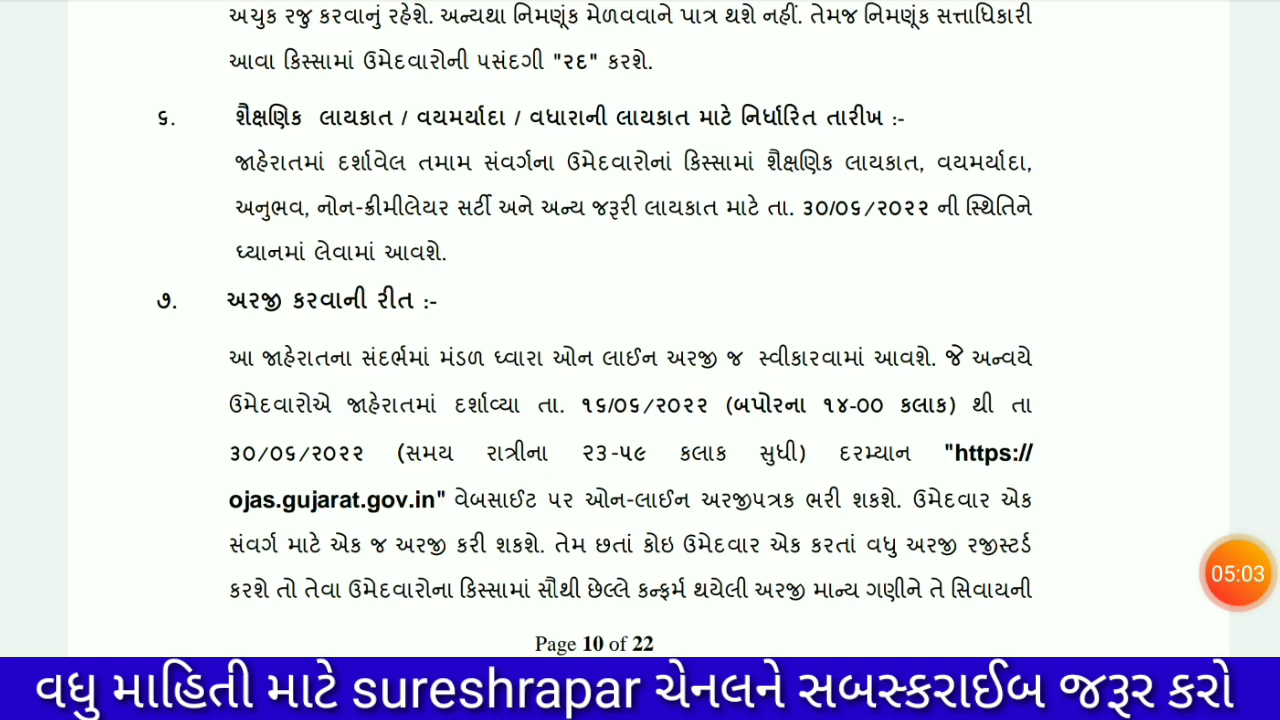 અચુક રજુ કરવાનું રહેશે. અન્યથા નિમણૂંક મેળવવાને પાત્ર થશે નહીં. તેમજ નિમણૂંક સત્તાધિકારી
આવા કિસ્સામાં ઉમેદવારોની પસંદગી "રદ" કરશે.
૬. શૈક્ષણિક લાયકાત / વયમર્યાદા / વધારાની લાયકાત માટે નિર્ધારિત તારીખ :-
જાહેરાતમાં દર્શાવેલ તમામ સંવર્ગના ઉમેદવારોનાં કિસ્સામાં શૈક્ષણિક લાયકાત, વયમર્યાદા,
અનુભવ, નોન-ક્રીમીલેયર સર્ટી અને અન્ય જરૂરી લાયકાત માટે તા. ૩૦/૦૬/૨૦૨૨ ની સ્થિતિને
ધ્યાનમાં લેવામાં આવશે.
૭. અરજી કરવાની રીત :-
આ જાહેરાતના સંદર્ભમાં મંડળ ધ્વારા ઓન લાઈન અરજી જ સ્વીકારવામાં આવશે. જે અન્વયે
ઉમેદવારોએ જાહેરાતમાં દર્શાવ્યા તા. ૧૬/૦૬/૨૦૨૨ (બપોરના ૧૪-૦૦ કલાક) થી તા
૩૦/૦૬/૨૦૨૨ (સમય રાત્રીના ૨૩-૫૯ કલાક સુધી) દરમ્યાન "https://
ojas.gujarat.gov.in" વેબસાઈટ પર ઓન-લાઈન અરજીપત્રક ભરી શકશે. ઉમેદવાર એક
સંવર્ગ માટે એક જ અરજી કરી શકશે. તેમ છતાં કોઇ ઉમેદવાર એક કરતાં વધુ અરજી રજીસ્ટર્ડ
05:03
કરશે તો તેવા ઉમેદવારોના કિસ્સામાં સૌથી છેલ્લે કન્ફર્મ થયેલી અરજી માન્ય ગણીને તે સિવાયની
Page 10 of 22
વધુ માહિતી માટે sureshrapar ચેનલને સબસ્કરાઈબ જરૂર કરો